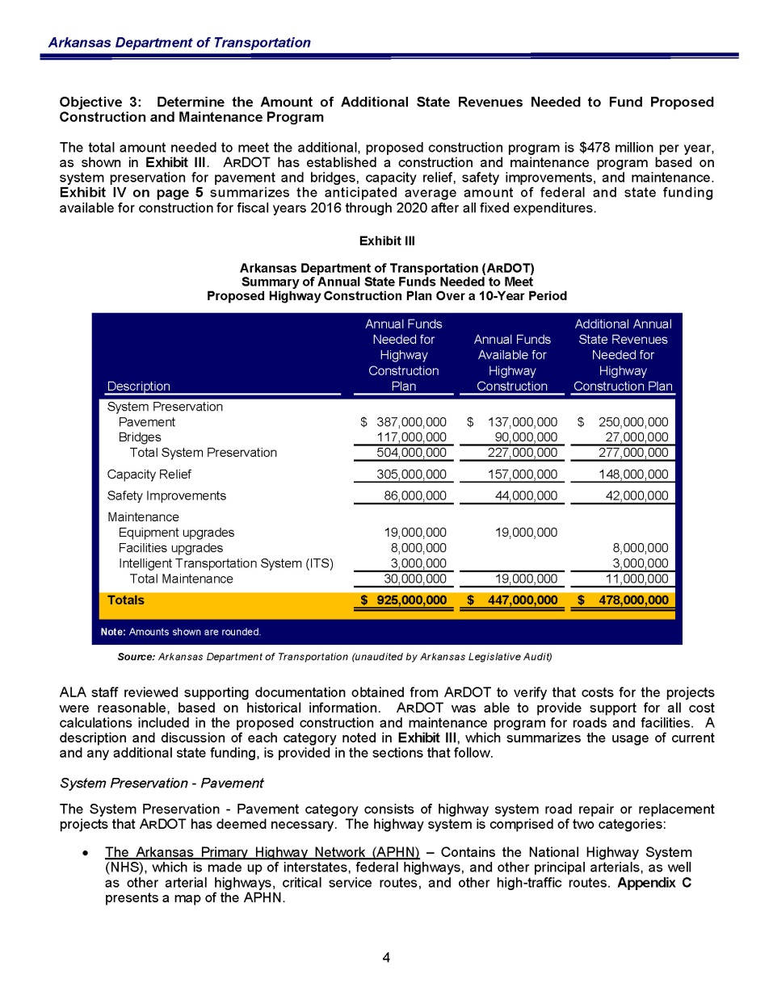 Arkansas Department of Transportation
Objective 3: Determine the Amount of Additional State Revenues Needed to Fund Proposed
Construction and Maintenance Program
The total amount needed to meet the additional, proposed construction program is $478 million per year,
as shown in Exhibit III. ARDOT has established a construction and maintenance program based on
system preservation for pavement and bridges, capacity relief, safety improvements, and maintenance.
Exhibit IV on page 5 summarizes the anticipated average amount of federal and state funding
available for construction for fiscal years 2016 through 2020 after all fixed expenditures.
Exhibit III
Arkansas Department of Transportation (ARDOT)
Summary of Annual State Funds Needed to Meet
Proposed Highway Construction Plan Over a 10-Year Period
Annual Funds Additional Annual
Needed for Annual Funds State Revenues
Highway Available for Needed for
Construction Highway Highway
Description Plan Construction Construction Plan
System Preservation
Pavement $ 387,000,000 $ 137,000,000 $ 250,000,000
Bridges 117,000,000 90,000,000 27,000,000
Total System Preservation 504,000,000 227,000,000 277,000,000
Capacity Relief 305,000,000 157,000,000 148,000,000
Safety Improvements 86,000,000 44,000,000 42,000,000
Maintenance
Equipment upgrades 19,000,000 19,000,000
Facilities upgrades 8,000,000 8,000,000
Intelligent Transportation System (ITS) 3,000,000 3,000,000
Total Maintenance 30,000,000 19,000,000 11,000,000
Totals $ 925,000,000 $ 447,000,000 $ 478,000,000
Note: Amounts shown are rounded.
Source: Arkansas Department of Transportation (unaudited by Arkansas Legislative Audit)
ALA staff reviewed supporting documentation obtained from ARDOT to verify that costs for the projects
were reasonable, based on historical information. ARDOT was able to provide support for all cost
calculations included in the proposed construction and maintenance program for roads and facilities. A
description and discussion of each category noted in Exhibit III, which summarizes the usage of current
and any additional state funding, is provided in the sections that follow.
System Preservation - Pavement
The System Preservation - Pavement category consists of highway system road repair or replacement
projects that ARDOT has deemed necessary. The highway system is comprised of two categories:
• The Arkansas Primary Highway Network (APHN) – Contains the National Highway System
(NHS), which is made up of interstates, federal highways, and other principal arterials, as well
as other arterial highways, critical service routes, and other high-traffic routes. Appendix C
presents a map of the APHN.
4